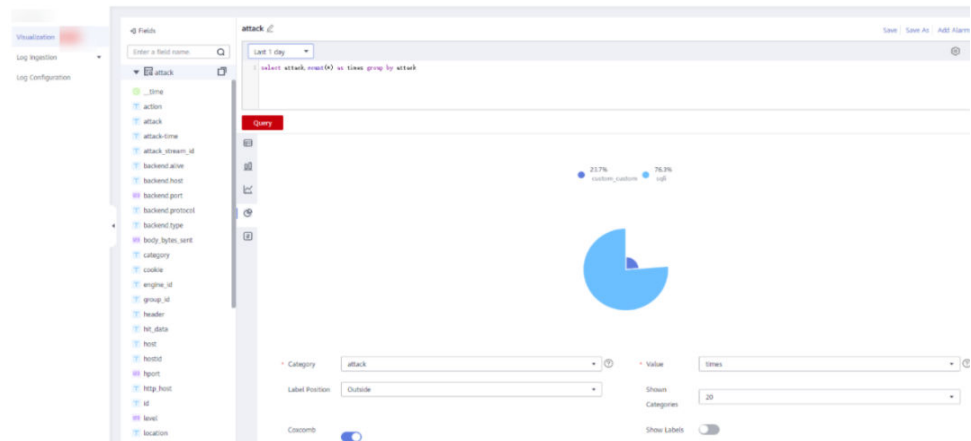 Visualization
Log Ingestion
Log Configuration
Fields
Enter a field name.
attack
__time
action
attack
attack-time
attack_stream_id
backend.alive
backend.host
backend.port
backend.protocol
backend.type
body_bytes_sent
category
cookie
engine_id
group_id
header
hit_data
host
hostid
hport
http_host
id
level
location
attack
Save
Save As
Add Alarm
Last 1 day
select attack,count(*) as times group by attack
Query
23.7%
custom_custom
76.3%
sqli
* Category
attack
* Value
times
Label Position
Outside
Shown
Categories
20
Coxcomb
Show Labels